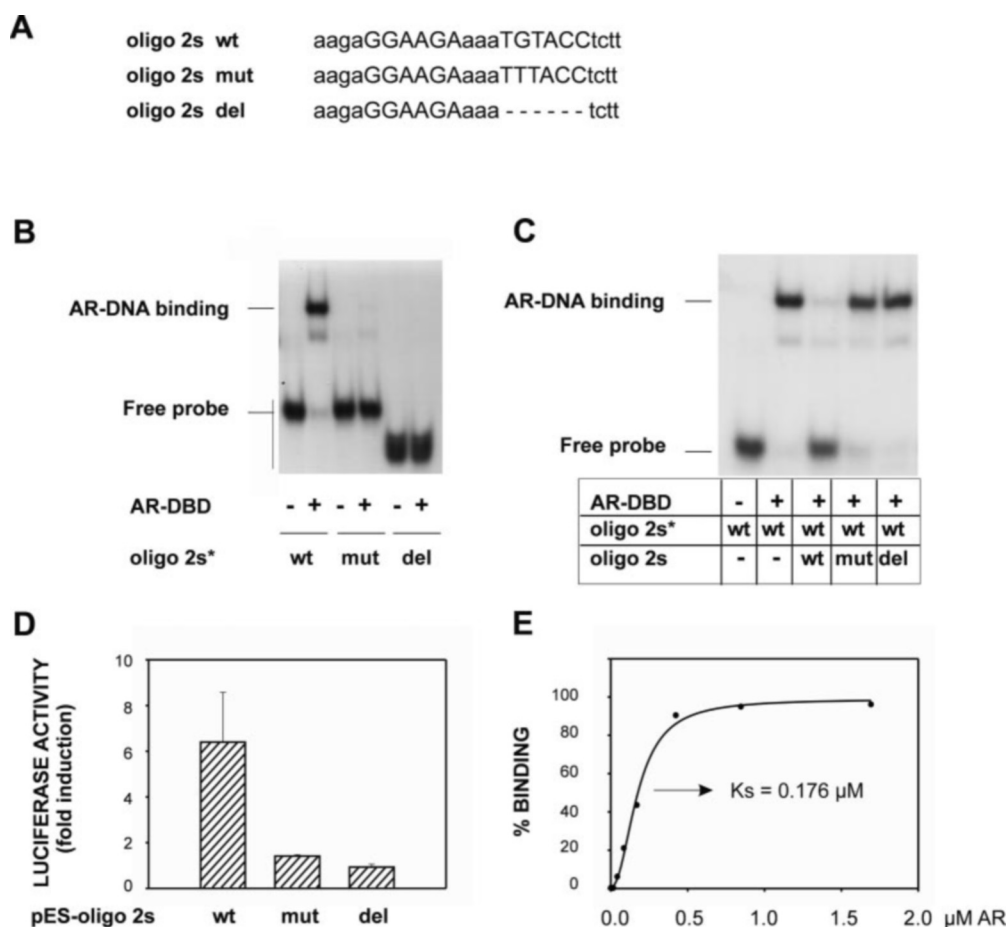 A
oligo 2s wt aagaGGAAGAaaaTGTACCtctt
oligo 2s mut aagaGGAAGAaaaTTTACCtctt
oligo 2s del aagaGGAAGAaaa - - - - - - tctt
B
AR-DNA binding
Free probe
AR-DBD - + - + - +
oligo 2s* wt mut del
C
AR-DNA binding
Free probe
AR-DBD - + + + +
oligo 2s* wt wt wt wt wt
oligo 2s - - wt mut del
D
LUCIFERASE ACTIVITY
(fold induction)
10
8
6
4
2
0
pES-oligo 2s wt mut del
E
% BINDING
100
80
60
40
20
0
Ks = 0.176 µM
0.0 0.5 1.0 1.5 2.0 µM AR